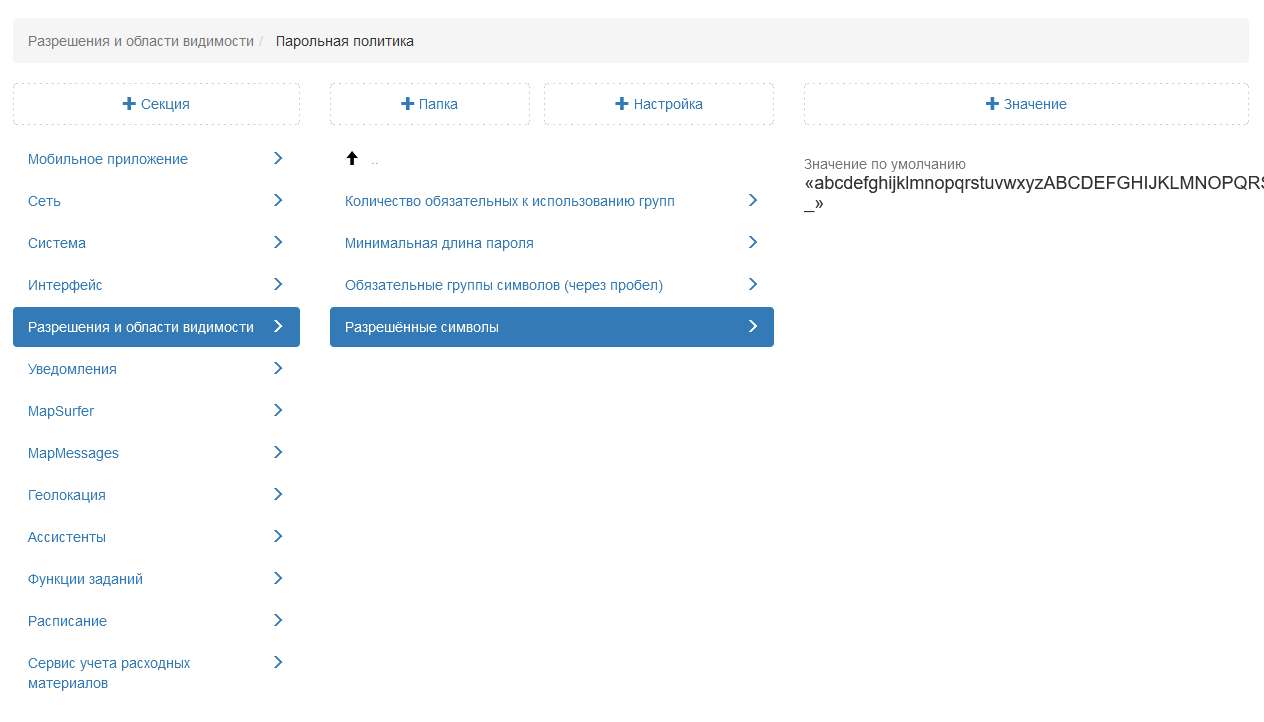 Разрешения и области видимости / Парольная политика
Секция
Папка
Настройка
Значение
Мобильное приложение
Сеть
Система
Интерфейс
Разрешения и области видимости
Уведомления
MapSurfer
MapMessages
Геолокация
Ассистенты
Функции заданий
Расписание
Сервис учета расходных
материалов
..
Количество обязательных к использованию групп
Минимальная длина пароля
Обязательные группы символов (через пробел)
Разрешённые символы
Значение по умолчанию
«abcdefghijklmnopqrstuvwxyzABCDEFGHIJKLMNOPQRS
_»